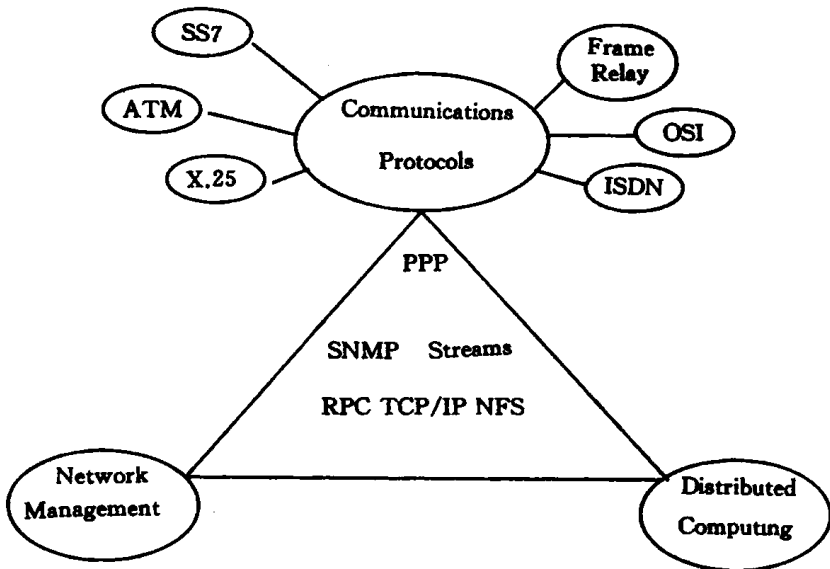 SS7
Frame
Relay
ATM
Communications
Protocols
OSI
X.25
ISDN
PPP
SNMP Streams
RPC TCP/IP NFS
Network
Management
Distributed
Computing